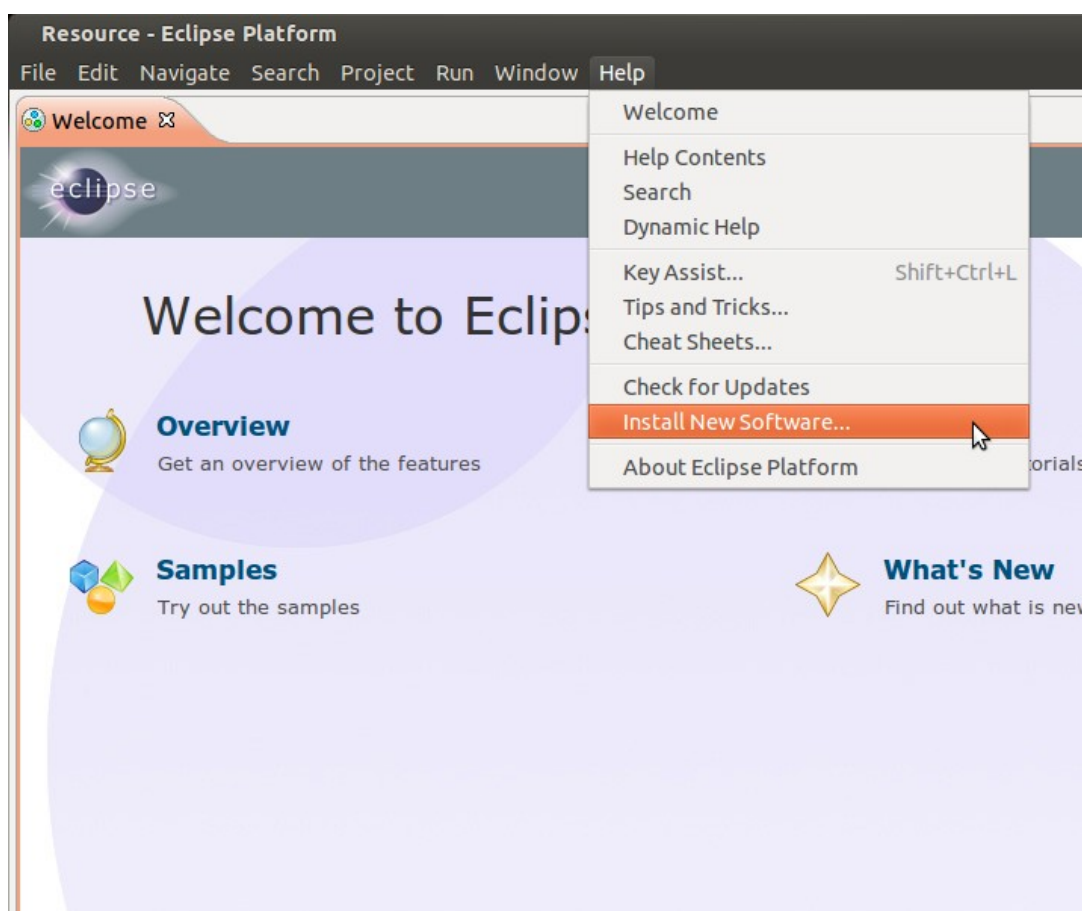 Resource - Eclipse Platform
File Edit Navigate Search Project Run Window Help
Welcome
eclipse
Welcome to Eclips
Welcome
Help Contents
Search
Dynamic Help
Key Assist... Shift+Ctrl+L
Tips and Tricks...
Cheat Sheets...
Check for Updates
Install New Software...
About Eclipse Platform
Overview
Get an overview of the features
orials
Samples
Try out the samples
What's New
Find out what is new